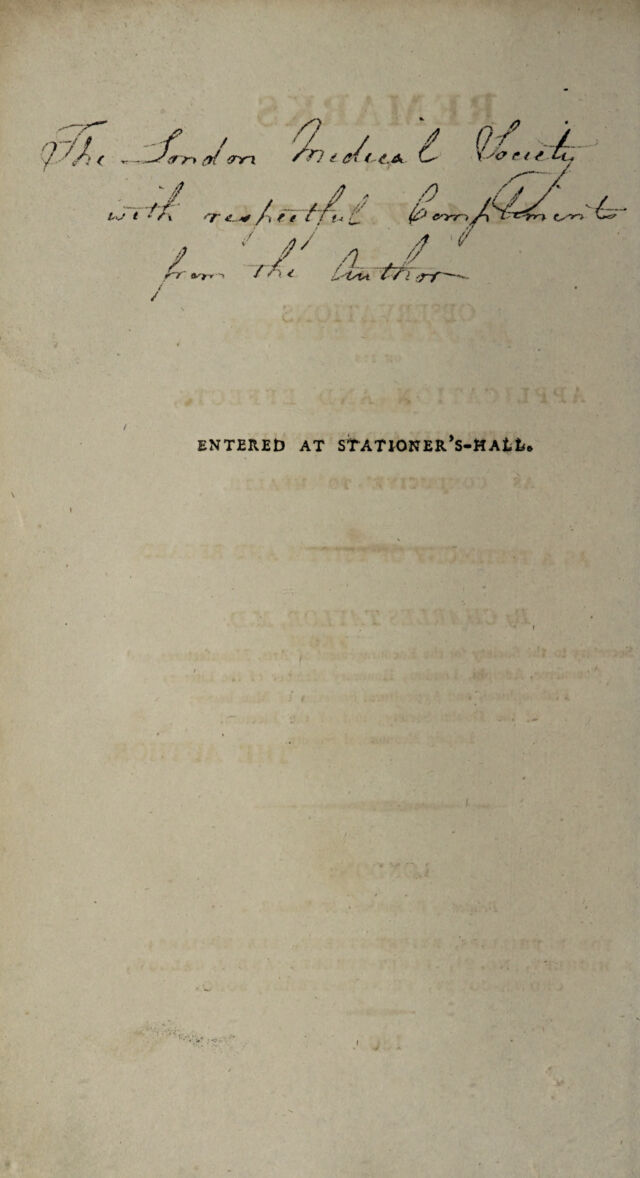 The London Medical Society
with respectful Compliments
from the Author
ENTERED AT STATIONER'S-HALL.